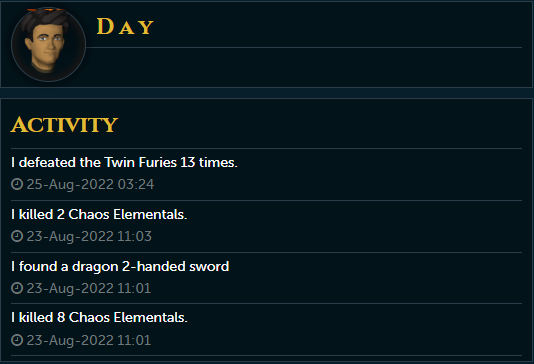 D a y
Activity
I defeated the Twin Furies 13 times.
25-Aug-2022 03:24
I killed 2 Chaos Elementals.
23-Aug-2022 11:03
I found a dragon 2-handed sword
23-Aug-2022 11:01
I killed 8 Chaos Elementals.
23-Aug-2022 11:01